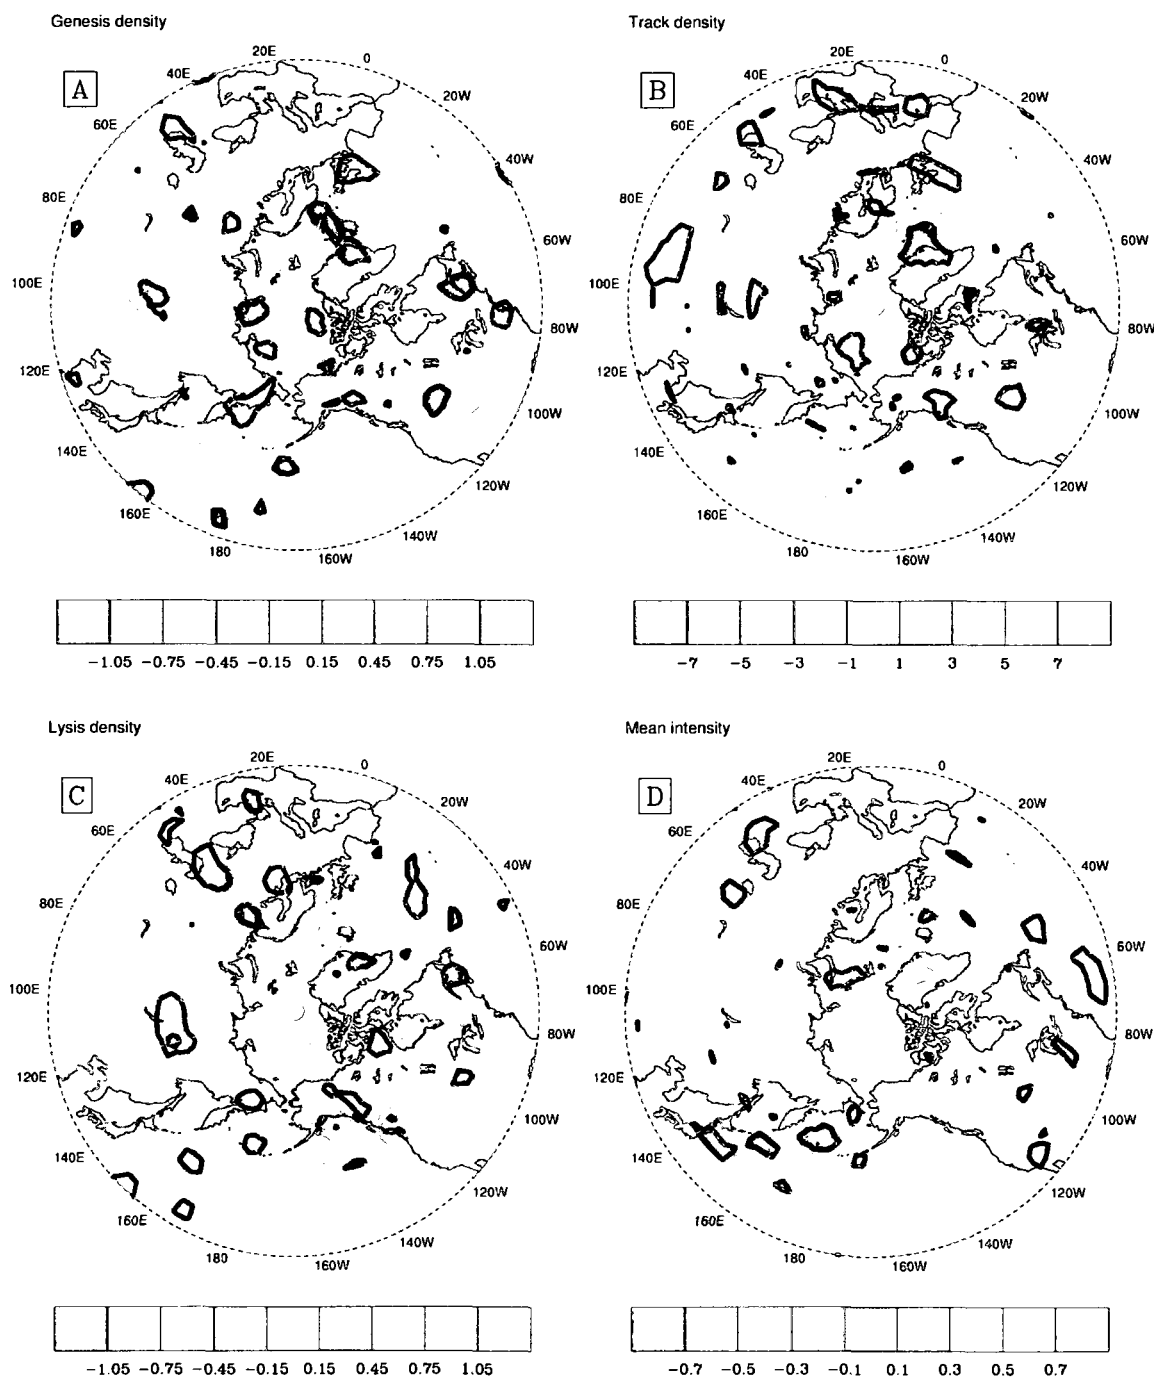 Genesis density
A
20E
0
40E
20W
60E
40W
80E
60W
100E
80W
120E
100W
140E
120W
160E
140W
180
160W
−1.05 −0.75 −0.45 −0.15 0.15 0.45 0.75 1.05
Track density
B
20E
0
40E
20W
60E
40W
80E
60W
100E
80W
120E
100W
140E
120W
160E
140W
180
160W
−7 −5 −3 −1 1 3 5 7
Lysis density
C
20E
0
40E
20W
60E
40W
80E
60W
100E
80W
120E
100W
140E
120W
160E
140W
180
160W
−1.05 −0.75 −0.45 −0.15 0.15 0.45 0.75 1.05
Mean intensity
D
20E
0
40E
20W
60E
40W
80E
60W
100E
80W
120E
100W
140E
120W
160E
140W
180
160W
−0.7 −0.5 −0.3 −0.1 0.1 0.3 0.5 0.7